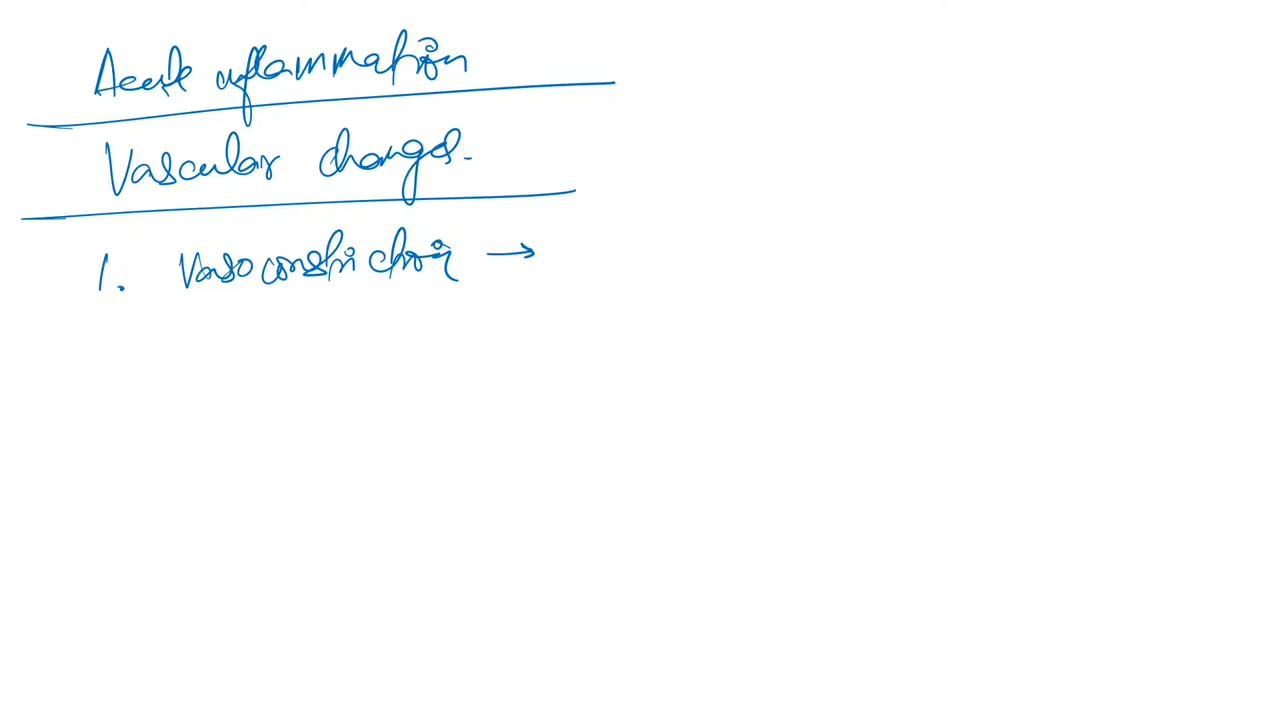 Acute inflammation
Vascular changes.
1. Vasoconstriction →